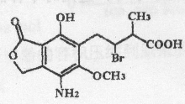 O OH CH₃
O Br COOH
OCH₃
NH₂